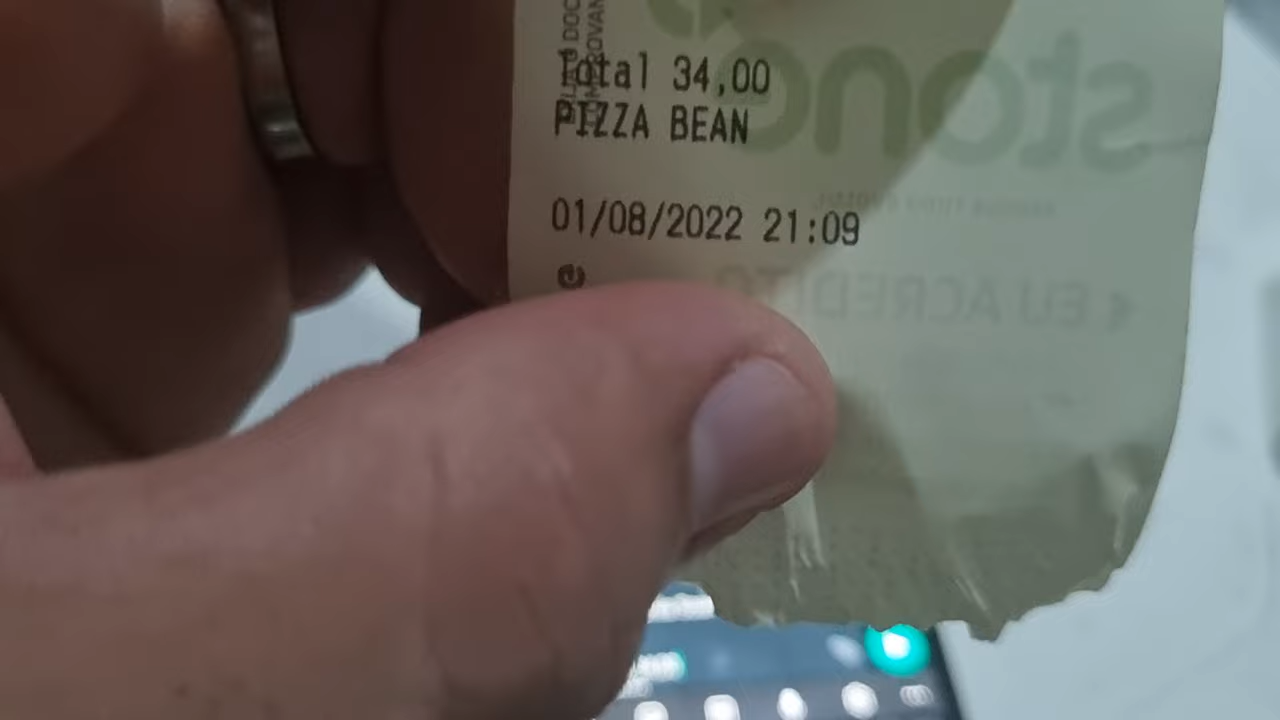 Total 34,00
PIZZA BEAN
01/08/2022 21:09
stone
EU ACREDITO